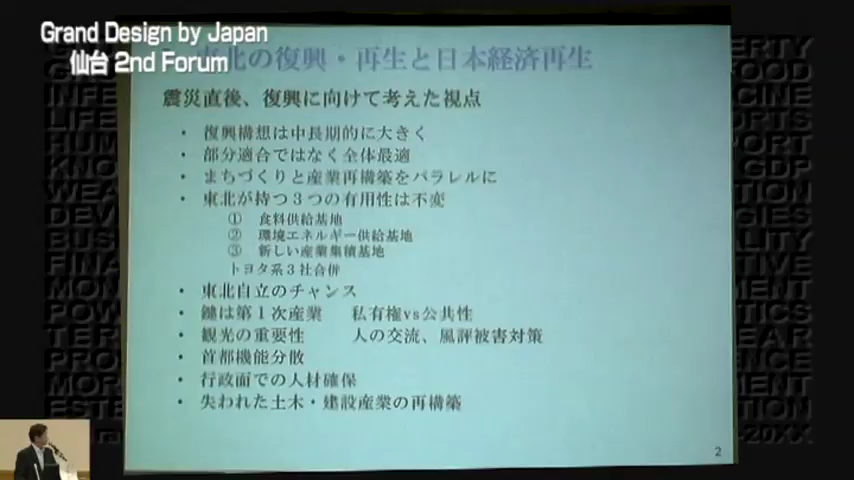 Grand Design by Japan
仙台 2nd Forum
東北の復興・再生と日本経済再生
震災直後、復興に向けて考えた視点
・ 復興構想は中長期的に大きく
・ 部分適合ではなく全体最適
・ まちづくりと産業再構築をパラレルに
・ 東北が持つ３つの有用性は不変
① 食料供給基地
② 環境エネルギー供給基地
③ 新しい産業集積基地
トヨタ系３社合併
・ 東北自立のチャンス
・ 鍵は第１次産業 私有権vs公共性
・ 観光の重要性 人の交流、風評被害対策
・ 首都機能分散
・ 行政面での人材確保
・ 失われた土木・建設産業の再構築
2